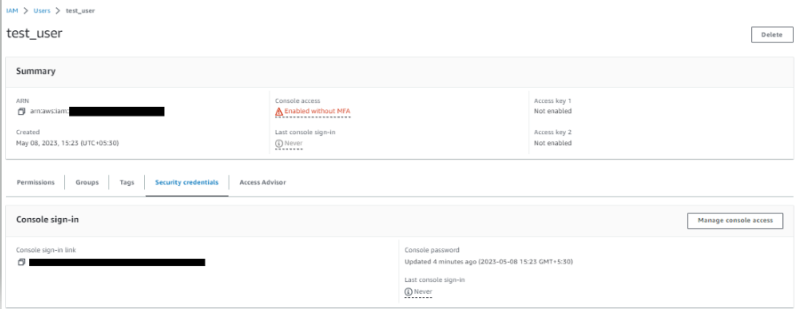 IAM > Users > test_user
test_user
Delete
Summary
ARN
arn:aws:iam:
Console access
Enabled without MFA
Access key 1
Not enabled
Created
May 08, 2023, 15:23 (UTC+05:30)
Last console sign-in
Never
Access key 2
Not enabled
Permissions
Groups
Tags
Security credentials
Access Advisor
Console sign-in
Manage console access
Console sign-in link
Console password
Updated 4 minutes ago (2023-05-08 15:23 GMT+5:30)
Last console sign-in
Never